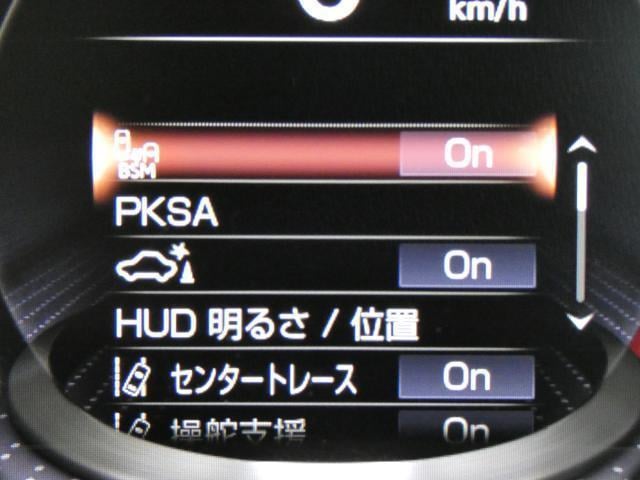 km/h
BSM On
PKSA
On
HUD 明るさ / 位置
センタートレース On
操舵支援 On